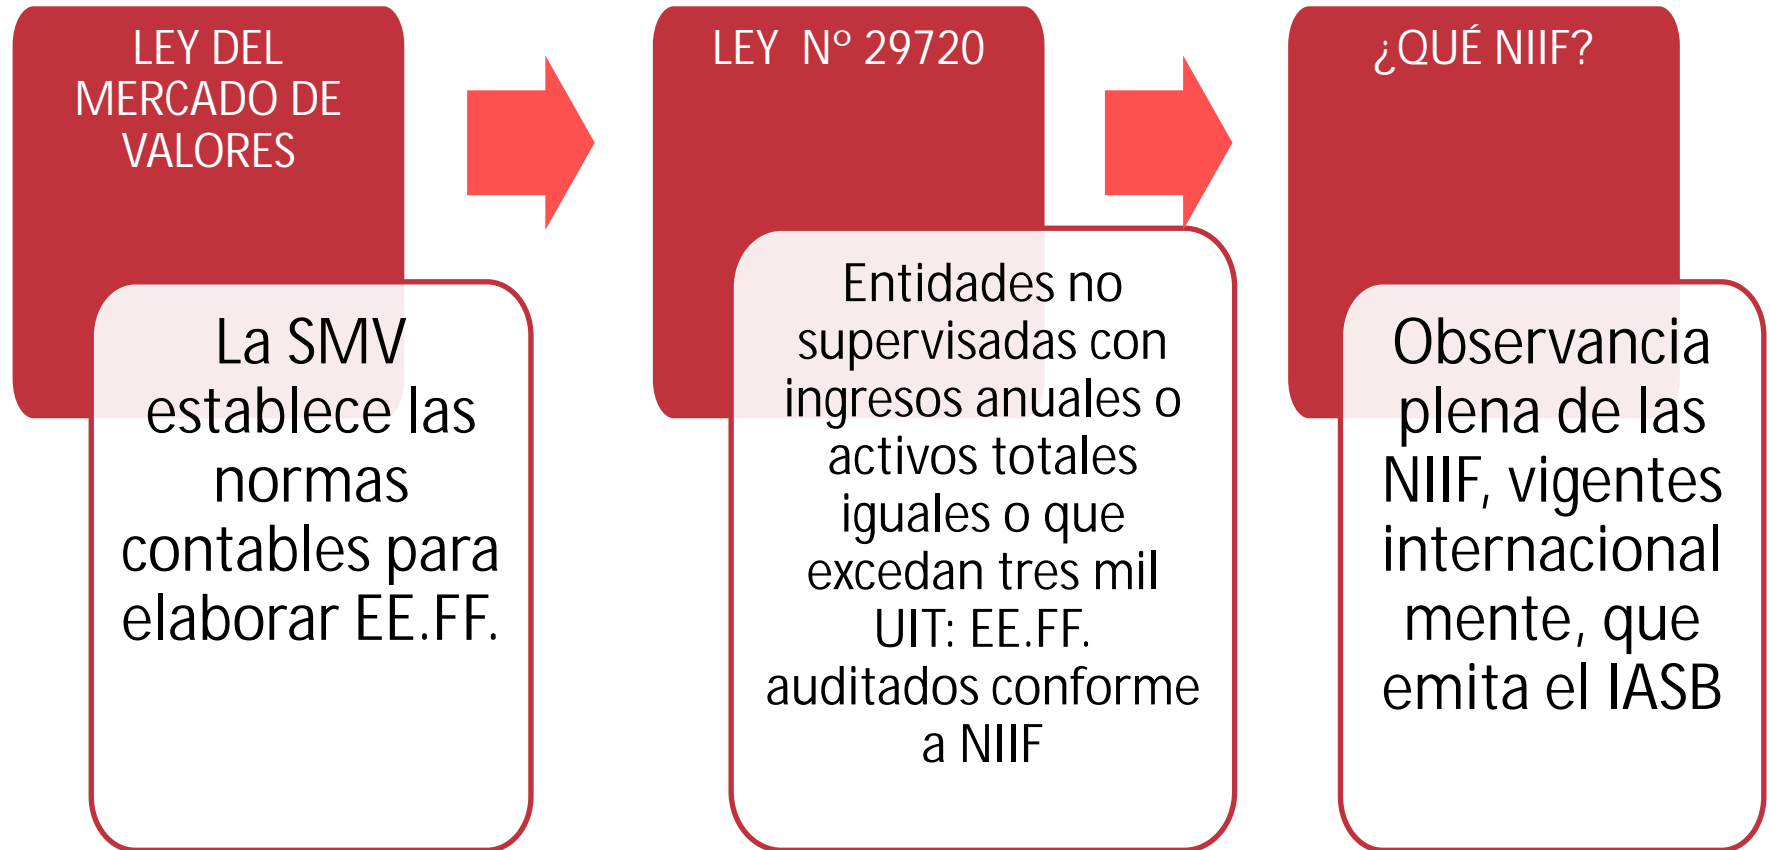 LEY DEL
MERCADO DE
VALORES
La SMV
establece las
normas
contables para
elaborar EE.FF.
LEY N° 29720
Entidades no
supervisadas con
ingresos anuales o
activos totales
iguales o que
excedan tres mil
UIT: EE.FF.
auditados conforme
a NIIF
¿QUÉ NIIF?
Observancia
plena de las
NIIF, vigentes
internacional
mente, que
emita el IASB